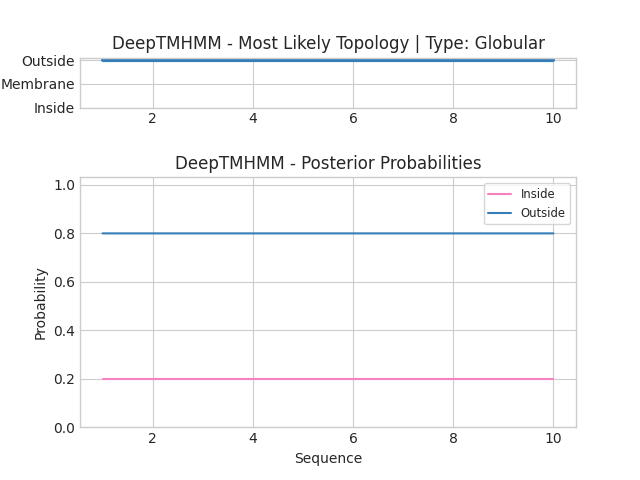 DeepTMHMM - Most Likely Topology | Type: Globular
Outside
Membrane
Inside
2 4 6 8 10
DeepTMHMM - Posterior Probabilities
1.0
0.8
0.6
0.4
0.2
0.0
Probability
Inside
Outside
2 4 6 8 10
Sequence